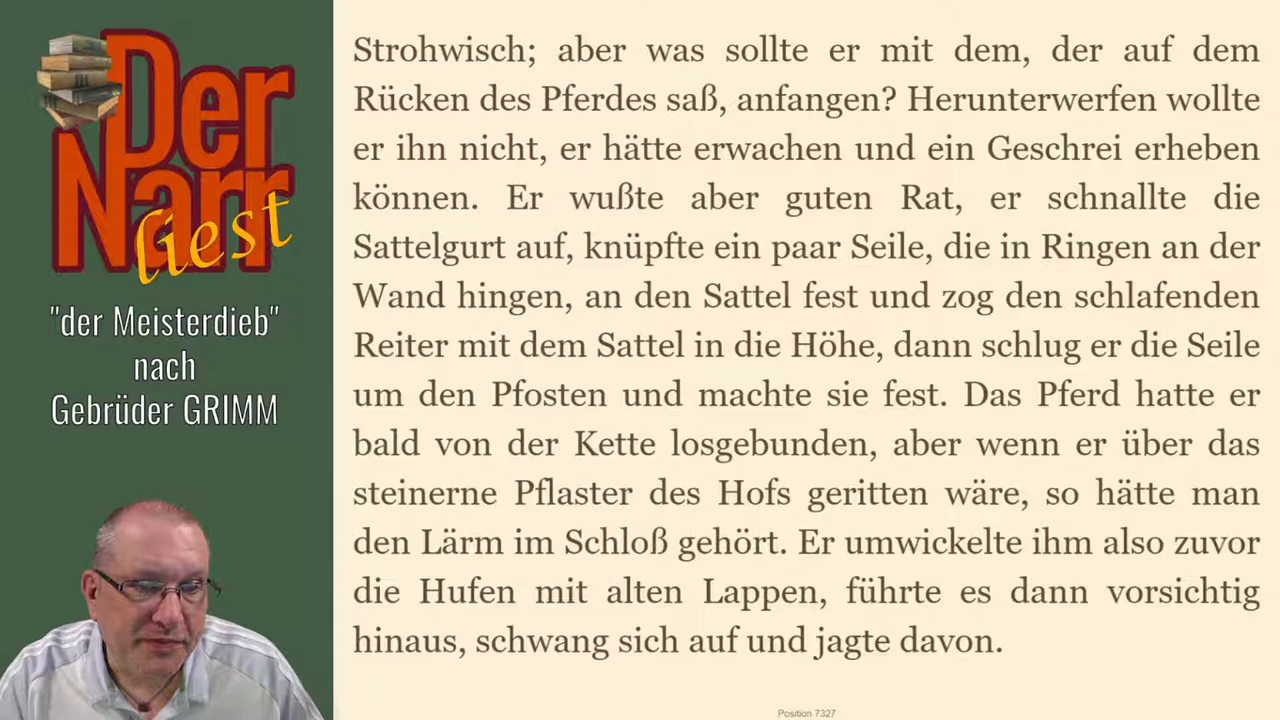 Der
Narr
liest
"der Meisterdieb"
nach
Gebrüder GRIMM
Strohwisch; aber was sollte er mit dem, der auf dem
Rücken des Pferdes saß, anfangen? Herunterwerfen wollte
er ihn nicht, er hätte erwachen und ein Geschrei erheben
können. Er wußte aber guten Rat, er schnallte die
Sattelgurt auf, knüpfte ein paar Seile, die in Ringen an der
Wand hingen, an den Sattel fest und zog den schlafenden
Reiter mit dem Sattel in die Höhe, dann schlug er die Seile
um den Pfosten und machte sie fest. Das Pferd hatte er
bald von der Kette losgebunden, aber wenn er über das
steinerne Pflaster des Hofs geritten wäre, so hätte man
den Lärm im Schloß gehört. Er umwickelte ihm also zuvor
die Hufen mit alten Lappen, führte es dann vorsichtig
hinaus, schwang sich auf und jagte davon.
Position 7327